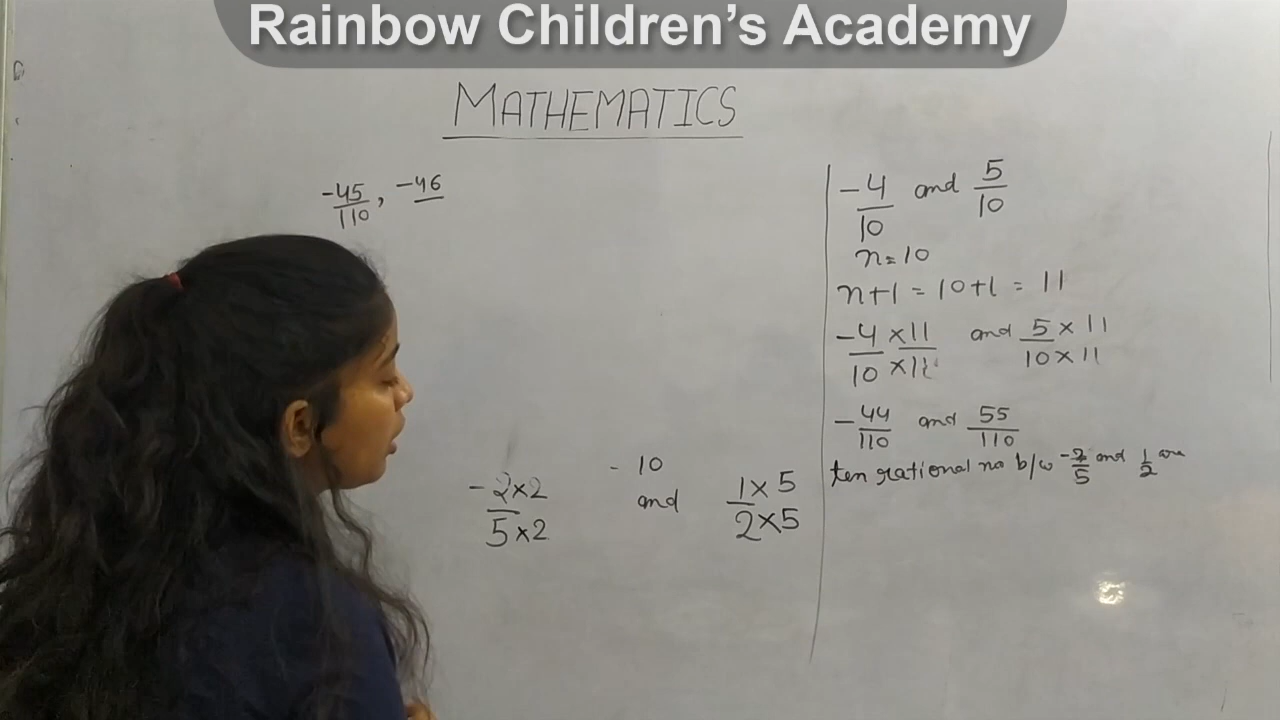 Rainbow Children's Academy
MATHEMATICS
-45/110, -46/
- 10
-2×2/5×2 and 1×5/2×5
-4/10 and 5/10
n=10
n+1 = 10+1 = 11
-4×11/10×11 and 5×11/10×11
-44/110 and 55/110
ten rational no b/w -2/5 and 1/2 are